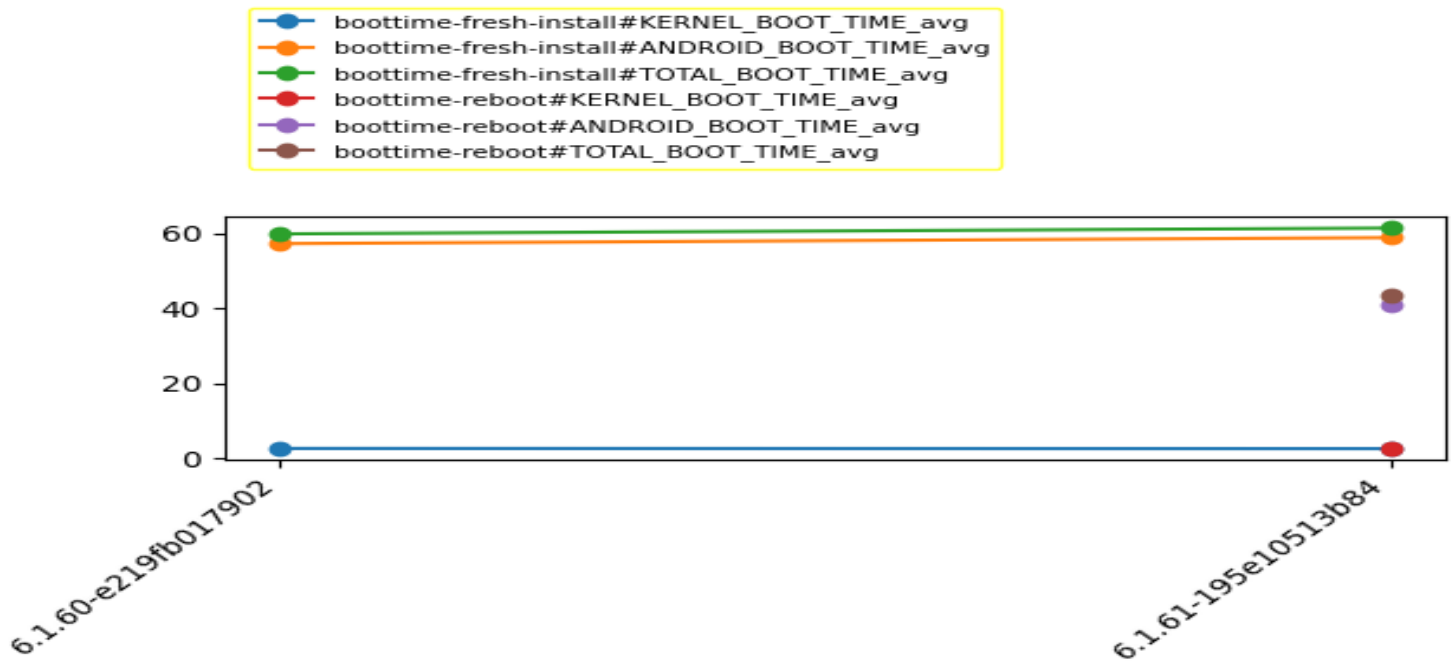 boottime-fresh-install#KERNEL_BOOT_TIME_avg
boottime-fresh-install#ANDROID_BOOT_TIME_avg
boottime-fresh-install#TOTAL_BOOT_TIME_avg
boottime-reboot#KERNEL_BOOT_TIME_avg
boottime-reboot#ANDROID_BOOT_TIME_avg
boottime-reboot#TOTAL_BOOT_TIME_avg
60
40
20
0
6.1.60-e219fb017902
6.1.61-195e10513b84